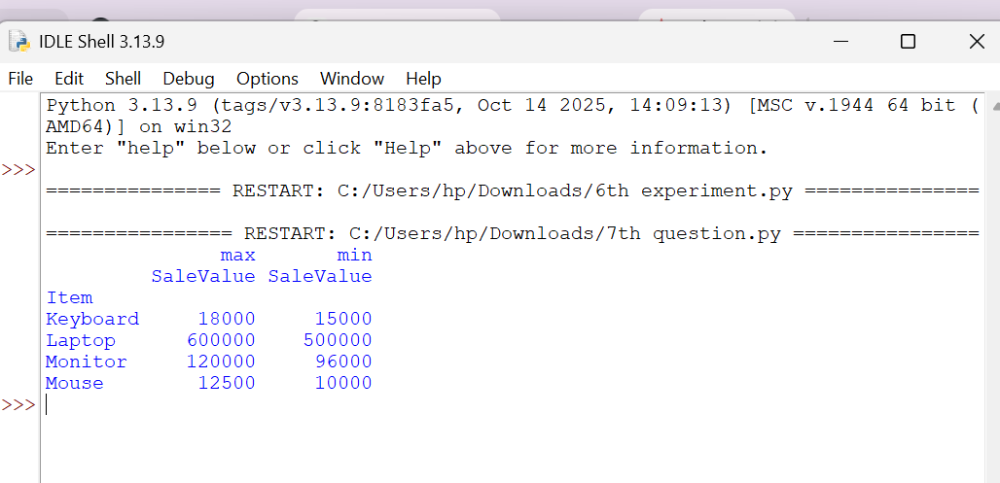 IDLE Shell 3.13.9
File Edit Shell Debug Options Window Help
Python 3.13.9 (tags/v3.13.9:8183fa5, Oct 14 2025, 14:09:13) [MSC v.1944 64 bit (
AMD64)] on win32
Enter "help" below or click "Help" above for more information.
>>>
=============== RESTART: C:/Users/hp/Downloads/6th experiment.py ===============
================ RESTART: C:/Users/hp/Downloads/7th question.py ================
               max       min
         SaleValue SaleValue
Item
Keyboard     18000     15000
Laptop      600000    500000
Monitor     120000     96000
Mouse        12500     10000
>>>